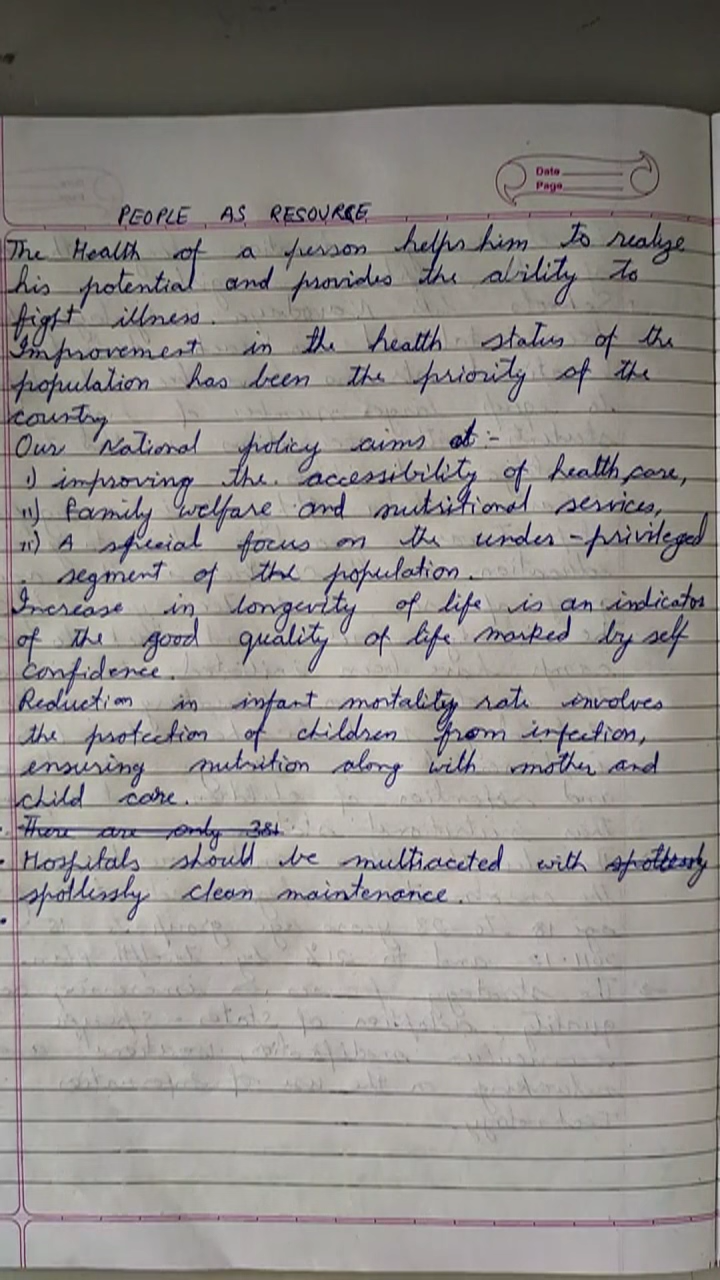 Date
Page
PEOPLE AS RESOURCE
The Health of a person helps him to realize
his potential and provides the ability to
fight illness.
Improvement in the health status of the
population has been the priority of the
country
Our National policy aims at :-
i) improving the accessibility of health care,
ii) family welfare and nutritional services,
iii) A special focus on the under-privileged
segment of the population.
Increase in longevity of life is an indicator
of the good quality of life marked by self
confidence.
Reduction in infant mortality rate involves
the protection of children from infection,
ensuring nutrition along with mother and
child care.
There are only 381
Hospitals should be multiaceted with spotlessly
spotlessly clean maintenance.